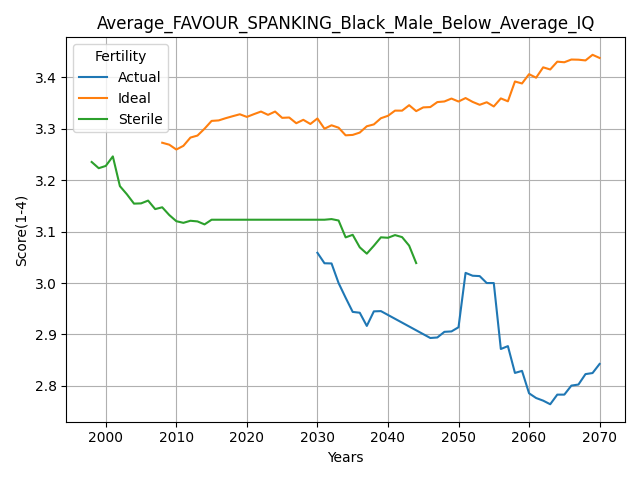 Average_FAVOUR_SPANKING_Black_Male_Below_Average_IQ
Fertility
Actual
Ideal
Sterile
Score(1-4)
3.4
3.3
3.2
3.1
3.0
2.9
2.8
2000 2010 2020 2030 2040 2050 2060 2070
Years